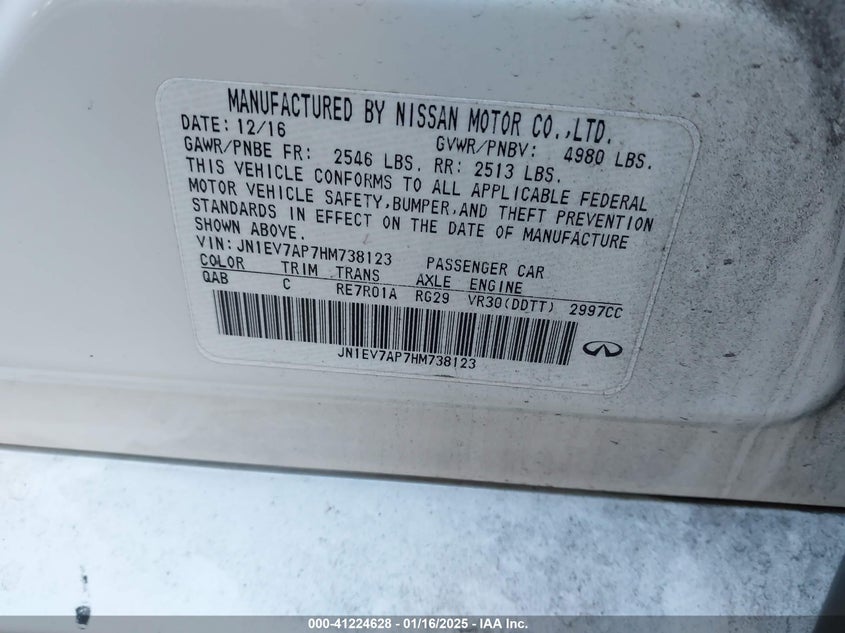 MANUFACTURED BY NISSAN MOTOR CO.,LTD.
DATE: 12/16 GVWR/PNBV: 4980 LBS.
GAWR/PNBE FR: 2546 LBS. RR: 2513 LBS.
THIS VEHICLE CONFORMS TO ALL APPLICABLE FEDERAL
MOTOR VEHICLE SAFETY,BUMPER,AND THEFT PREVENTION
STANDARDS IN EFFECT ON THE DATE OF MANUFACTURE
SHOWN ABOVE.
VIN: JN1EV7AP7HM738123 PASSENGER CAR
COLOR TRIM TRANS AXLE ENGINE
QAB C RE7R01A RG29 VR30(DDTT) 2997CC
JN1EV7AP7HM738123
000-41224628 - 01/16/2025 - IAA Inc.